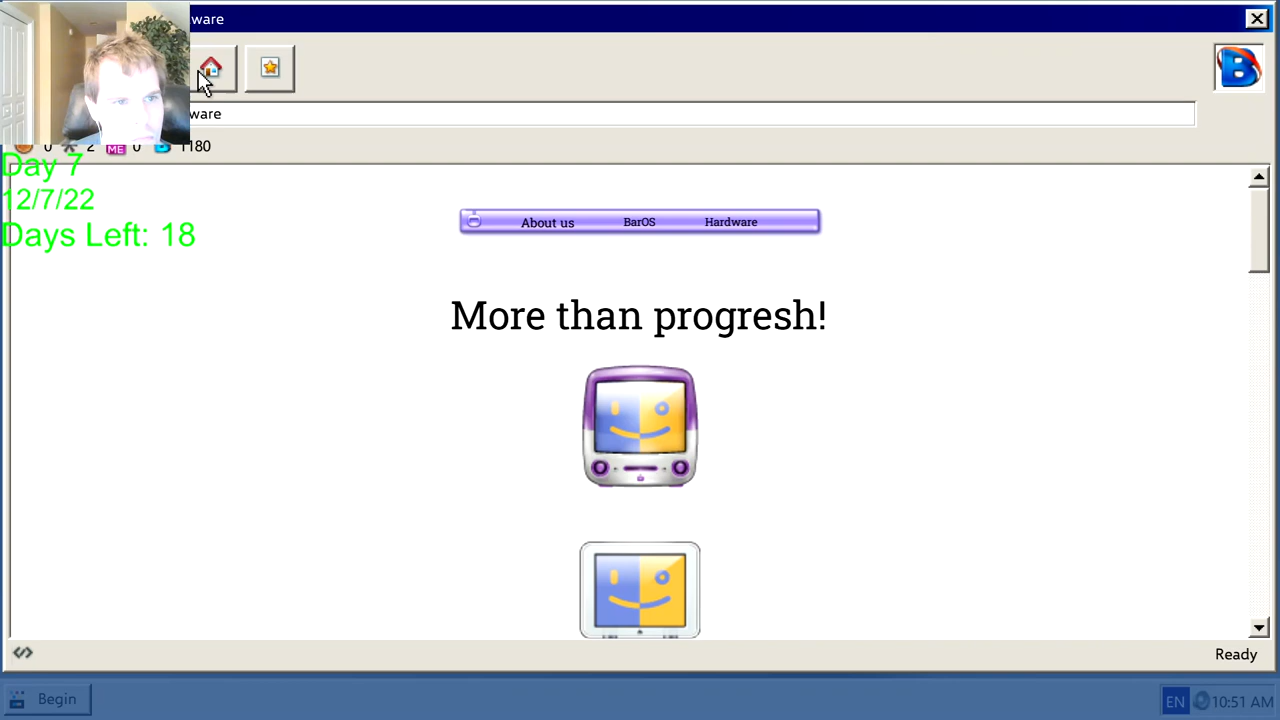 ware
ware
0 2 ME 0 1180
Day 7
12/7/22
Days Left: 18
About us BarOS Hardware
More than progresh!
Ready
Begin
EN 10:51 AM